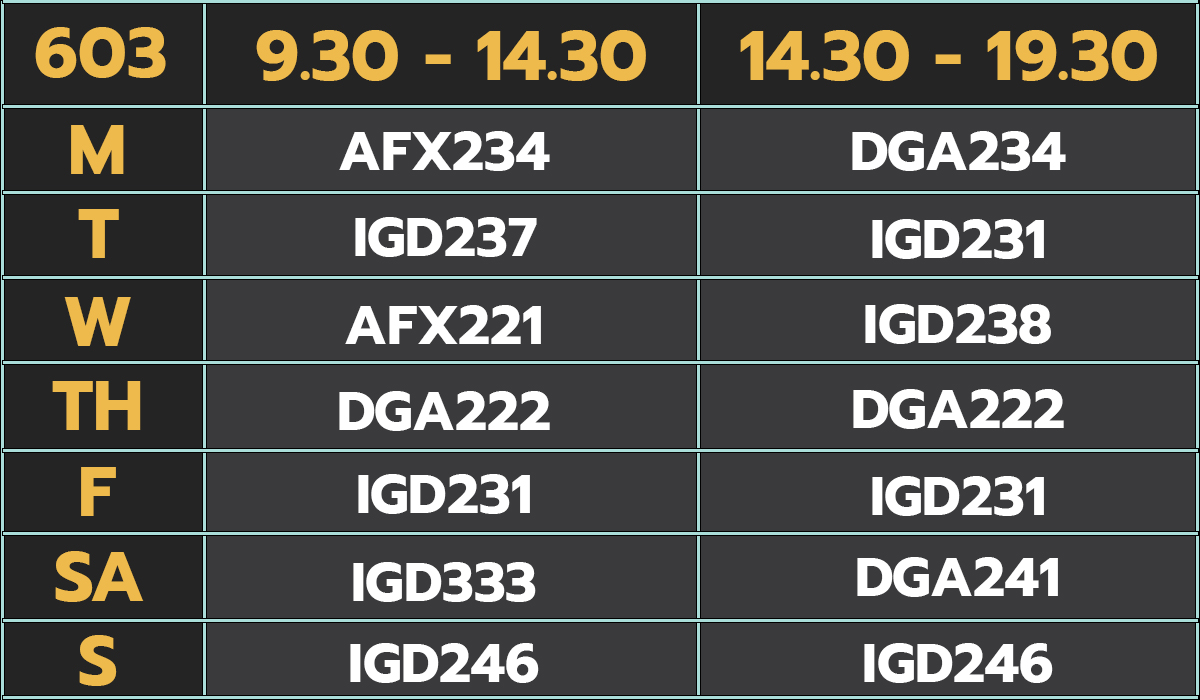 603 9.30 - 14.30 14.30 - 19.30
M AFX234 DGA234
T IGD237 IGD231
W AFX221 IGD238
TH DGA222 DGA222
F IGD231 IGD231
SA IGD333 DGA241
S IGD246 IGD246